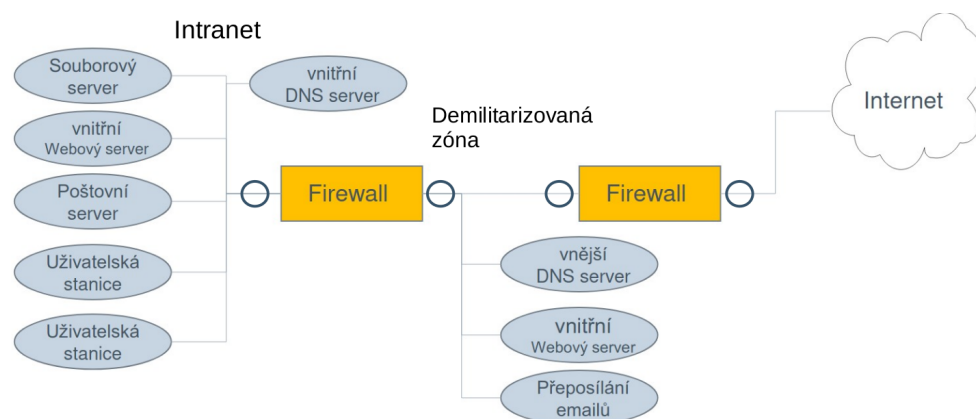 Intranet
Souborový
server
vnitřní
DNS server
vnitřní
Webový server
Poštovní
server
Uživatelská
stanice
Uživatelská
stanice
Firewall
Demilitarizovaná
zóna
Firewall
Internet
vnější
DNS server
vnitřní
Webový server
Přeposílání
emailů